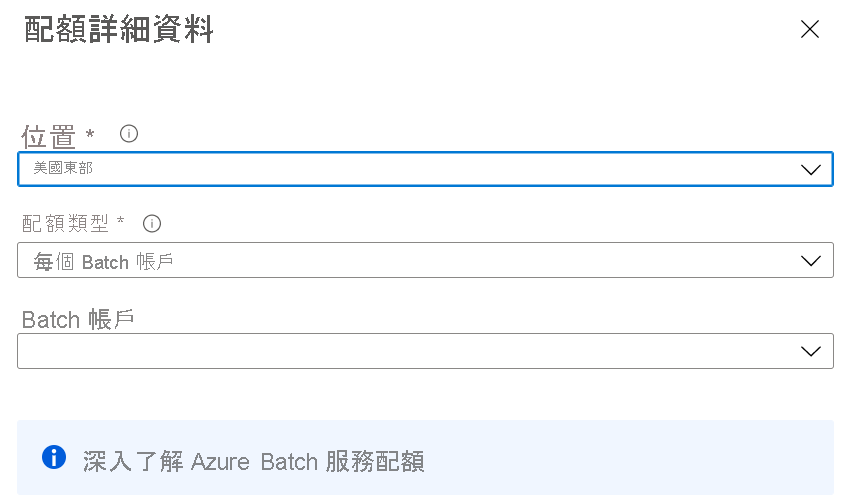 配額詳細資料
位置 *
美國東部
配額類型 *
每個 Batch 帳戶
Batch 帳戶
深入了解 Azure Batch 服務配額